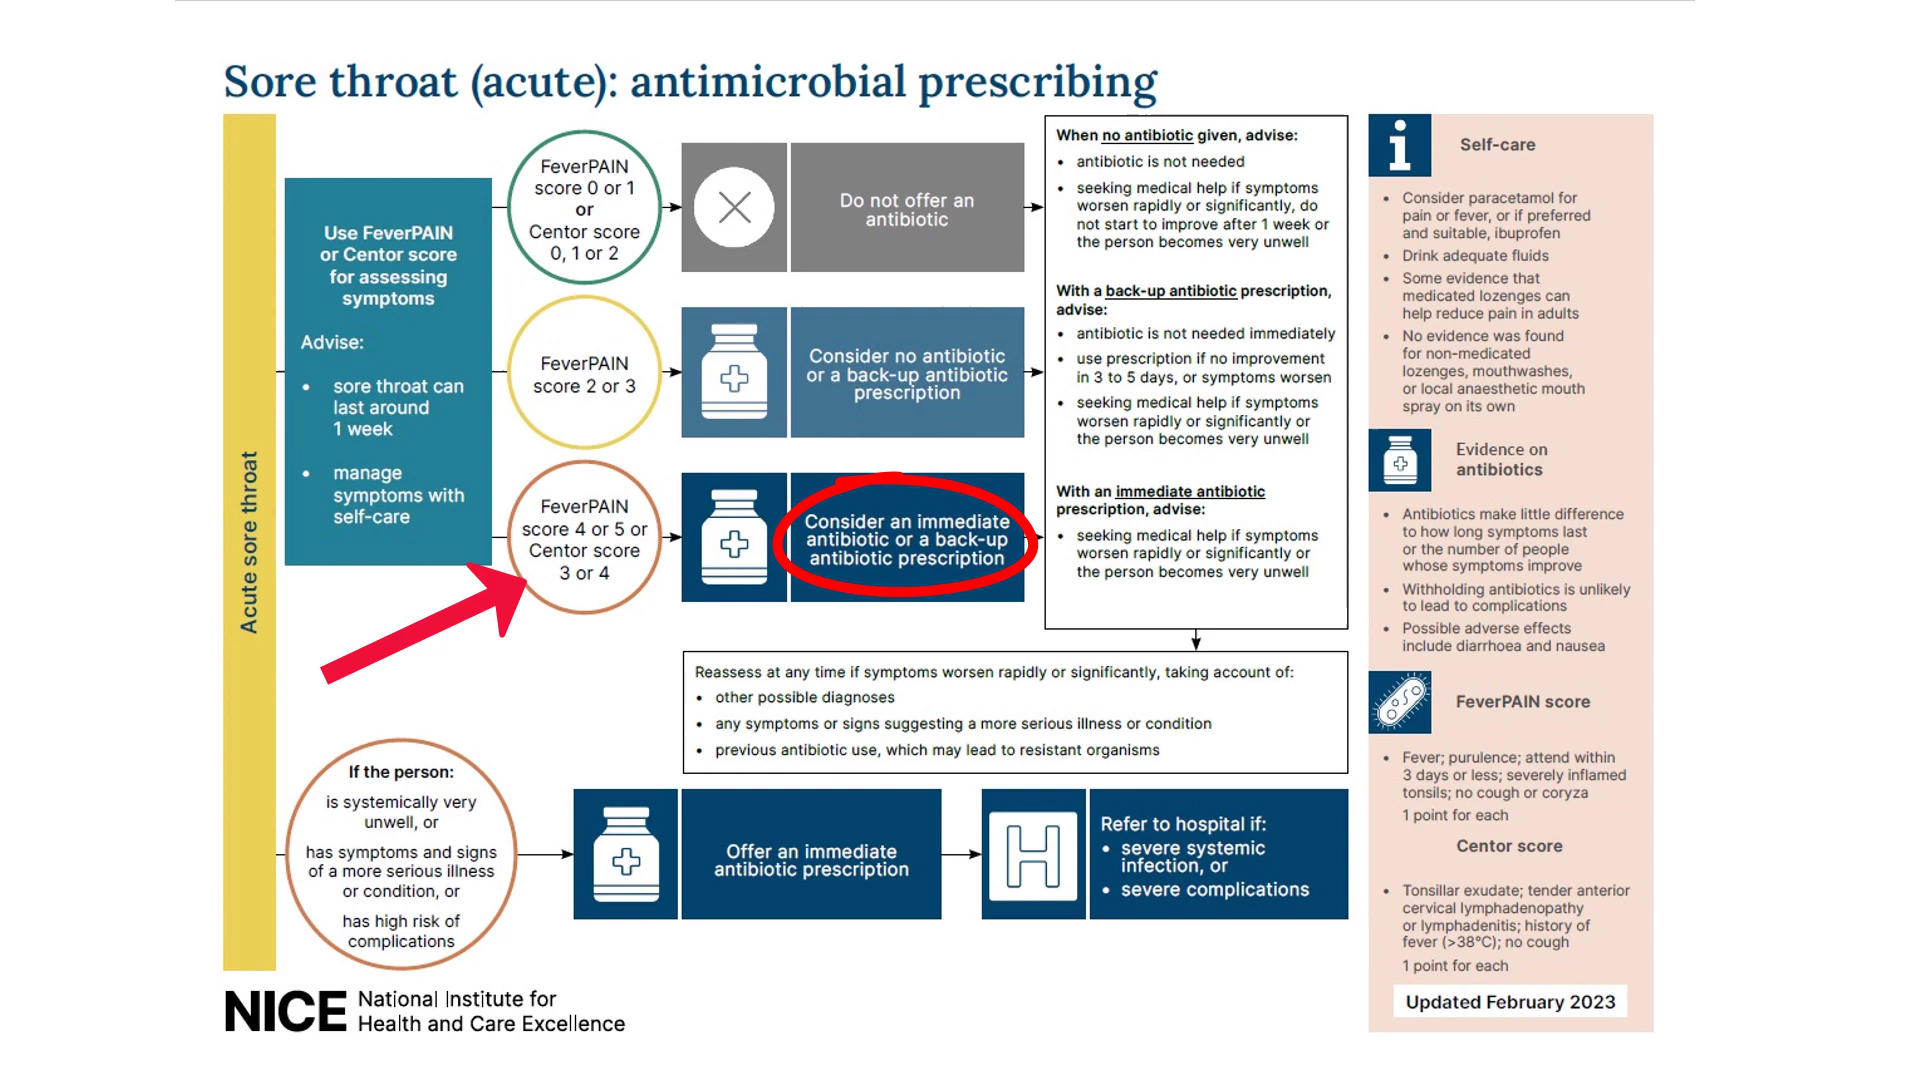 Sore throat (acute): antimicrobial prescribing
Acute sore throat
Use FeverPAIN
or Centor score
for assessing
symptoms
Advise:
• sore throat can
last around
1 week
• manage
symptoms with
self-care
FeverPAIN
score 0 or 1
or
Centor score
0, 1 or 2
Do not offer an
antibiotic
FeverPAIN
score 2 or 3
Consider no antibiotic
or a back-up antibiotic
prescription
FeverPAIN
score 4 or 5 or
Centor score
3 or 4
Consider an immediate
antibiotic or a back-up
antibiotic prescription
When no antibiotic given, advise:
• antibiotic is not needed
• seeking medical help if symptoms
worsen rapidly or significantly, do
not start to improve after 1 week or
the person becomes very unwell
With a back-up antibiotic prescription,
advise:
• antibiotic is not needed immediately
• use prescription if no improvement
in 3 to 5 days, or symptoms worsen
• seeking medical help if symptoms
worsen rapidly or significantly or
the person becomes very unwell
With an immediate antibiotic
prescription, advise:
• seeking medical help if symptoms
worsen rapidly or significantly or
the person becomes very unwell
Reassess at any time if symptoms worsen rapidly or significantly, taking account of:
• other possible diagnoses
• any symptoms or signs suggesting a more serious illness or condition
• previous antibiotic use, which may lead to resistant organisms
If the person:
is systemically very
unwell, or
has symptoms and signs
of a more serious illness
or condition, or
has high risk of
complications
Offer an immediate
antibiotic prescription
H
Refer to hospital if:
• severe systemic
infection, or
• severe complications
i
Self-care
• Consider paracetamol for
pain or fever, or if preferred
and suitable, ibuprofen
• Drink adequate fluids
• Some evidence that
medicated lozenges can
help reduce pain in adults
• No evidence was found
for non-medicated
lozenges, mouthwashes,
or local anaesthetic mouth
spray on its own
Evidence on
antibiotics
• Antibiotics make little difference
to how long symptoms last
or the number of people
whose symptoms improve
• Withholding antibiotics is unlikely
to lead to complications
• Possible adverse effects
include diarrhoea and nausea
FeverPAIN score
• Fever; purulence; attend within
3 days or less; severely inflamed
tonsils; no cough or coryza
1 point for each
Centor score
• Tonsillar exudate; tender anterior
cervical lymphadenopathy
or lymphadenitis; history of
fever (>38°C); no cough
1 point for each
Updated February 2023
NICE National Institute for
Health and Care Excellence